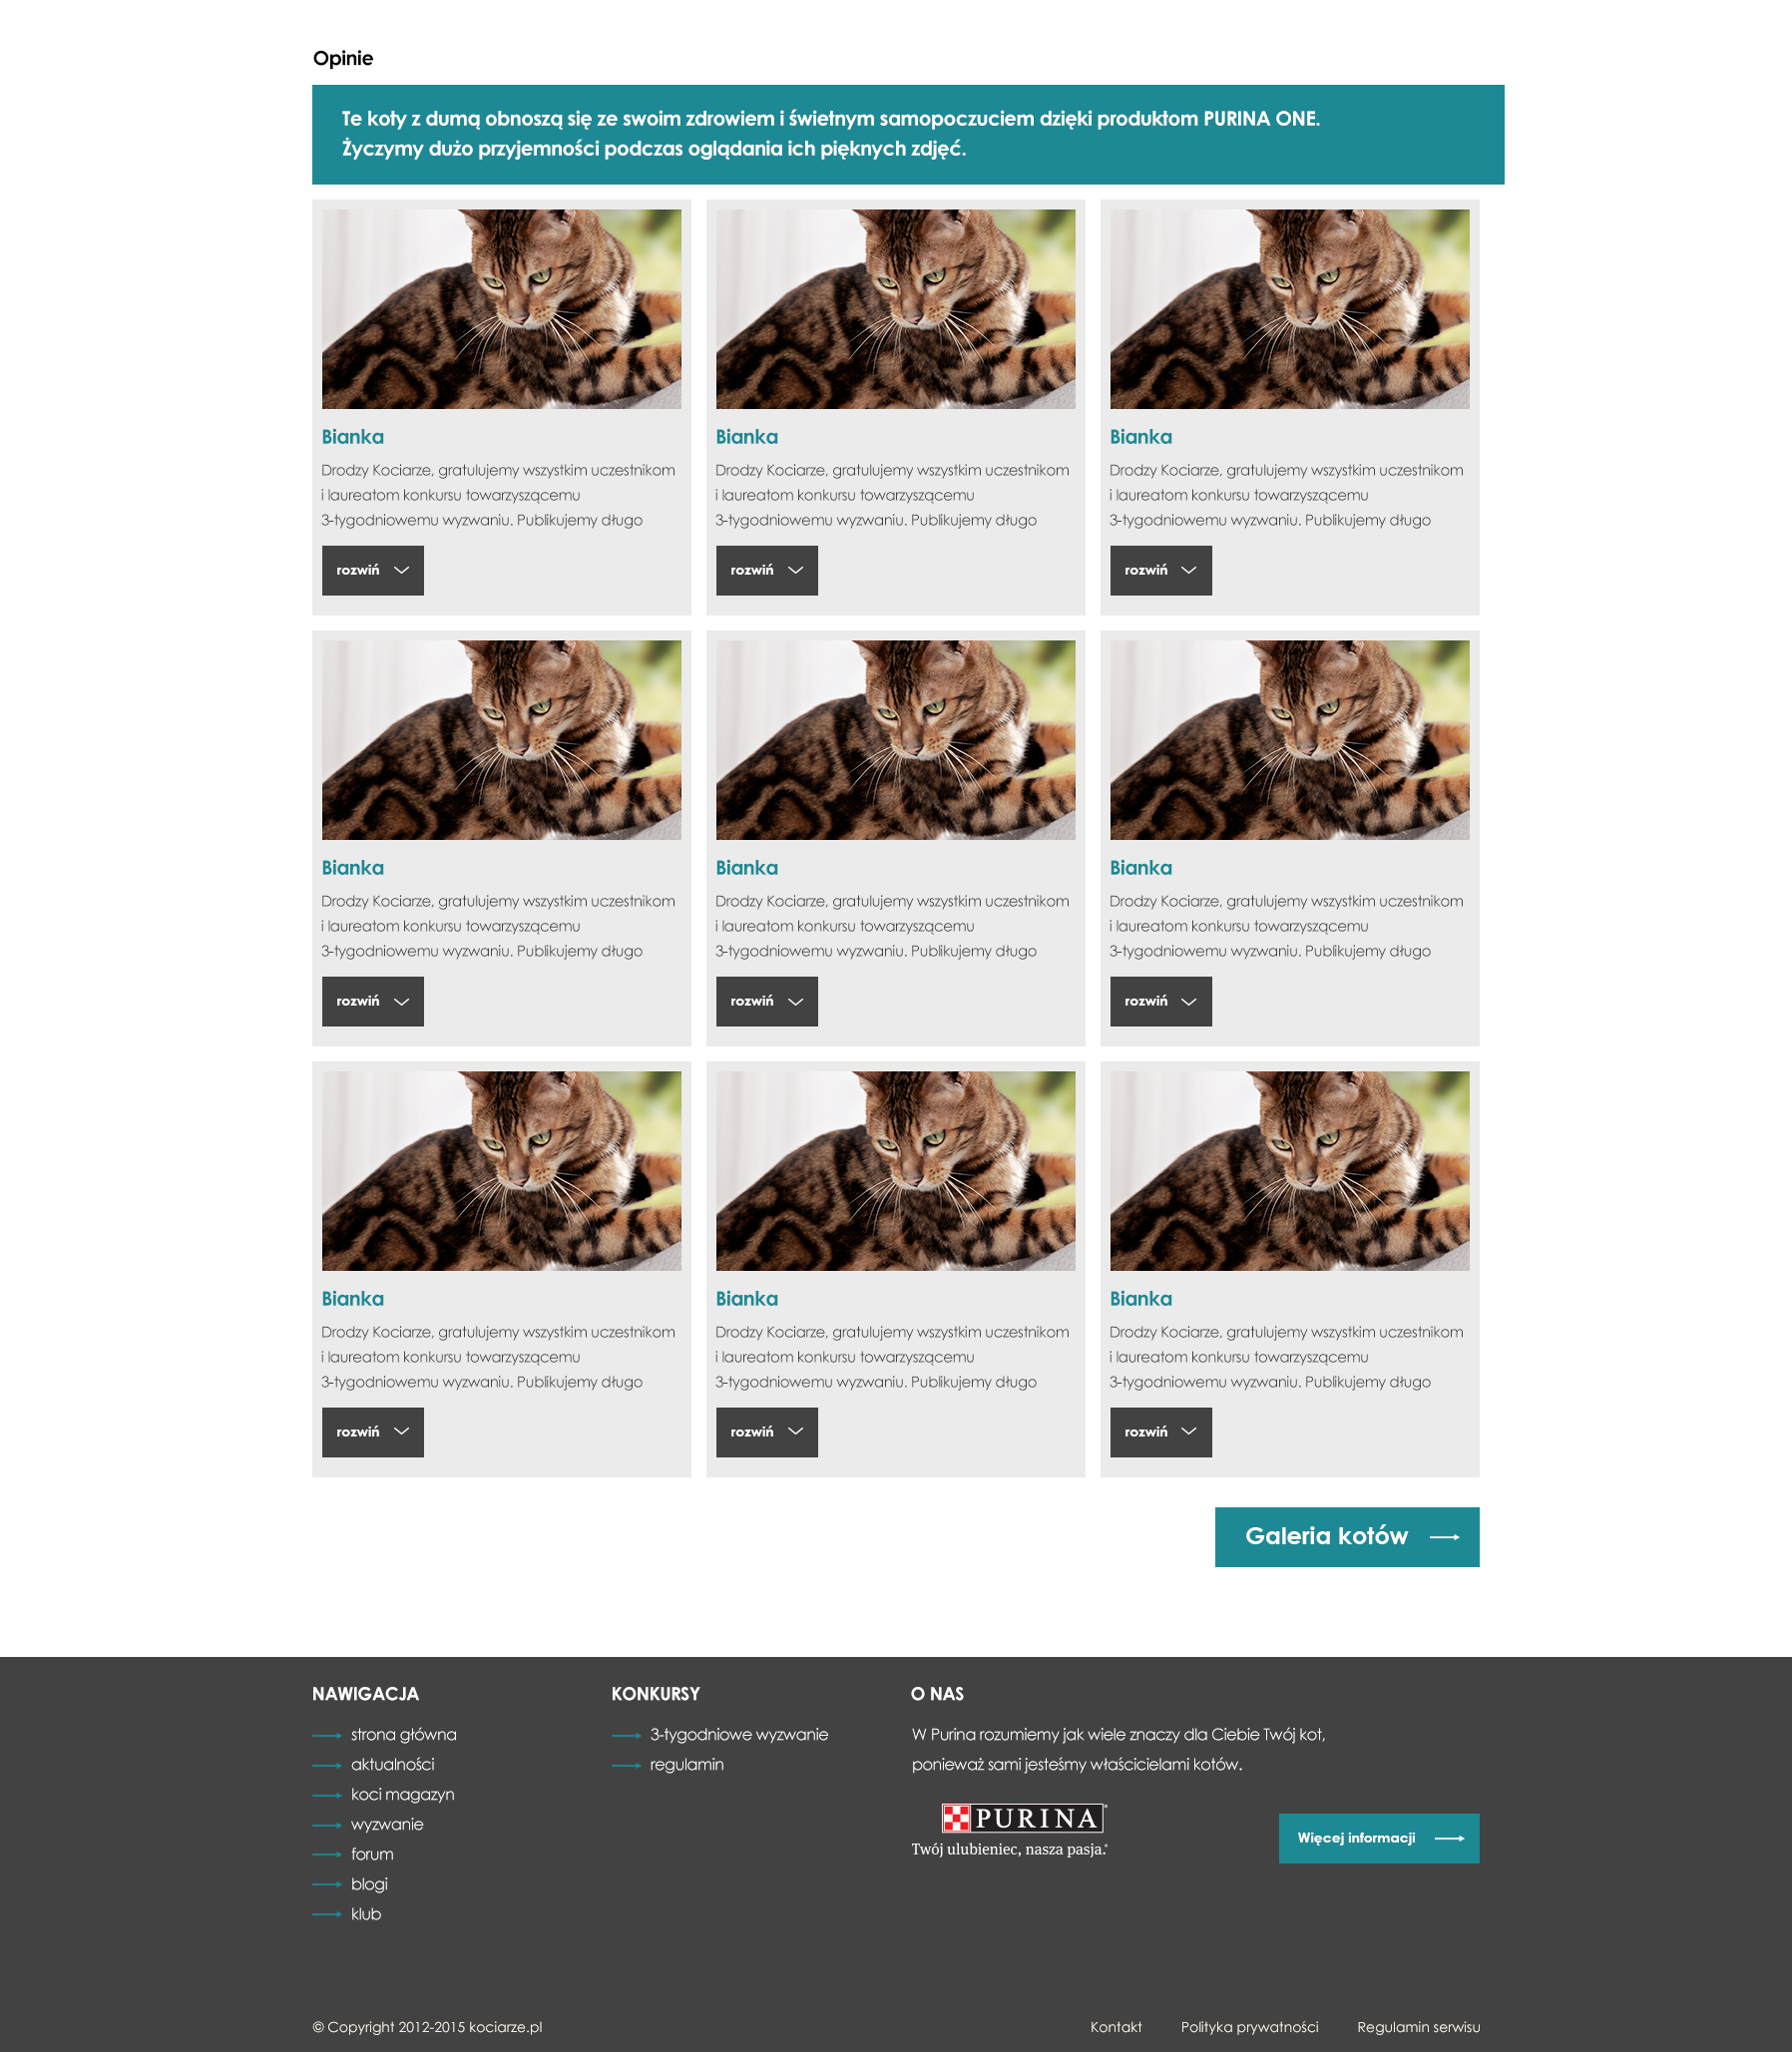 Opinie
Te koty z dumą obnoszą się ze swoim zdrowiem i świetnym samopoczuciem dzięki produktom PURINA ONE.
Życzymy dużo przyjemności podczas oglądania ich pięknych zdjęć.
Bianka
Drodzy Kociarze, gratulujemy wszystkim uczestnikom
i laureatom konkursu towarzyszącemu
3-tygodniowemu wyzwaniu. Publikujemy długo
rozwiń
Bianka
Drodzy Kociarze, gratulujemy wszystkim uczestnikom
i laureatom konkursu towarzyszącemu
3-tygodniowemu wyzwaniu. Publikujemy długo
rozwiń
Bianka
Drodzy Kociarze, gratulujemy wszystkim uczestnikom
i laureatom konkursu towarzyszącemu
3-tygodniowemu wyzwaniu. Publikujemy długo
rozwiń
Bianka
Drodzy Kociarze, gratulujemy wszystkim uczestnikom
i laureatom konkursu towarzyszącemu
3-tygodniowemu wyzwaniu. Publikujemy długo
rozwiń
Bianka
Drodzy Kociarze, gratulujemy wszystkim uczestnikom
i laureatom konkursu towarzyszącemu
3-tygodniowemu wyzwaniu. Publikujemy długo
rozwiń
Bianka
Drodzy Kociarze, gratulujemy wszystkim uczestnikom
i laureatom konkursu towarzyszącemu
3-tygodniowemu wyzwaniu. Publikujemy długo
rozwiń
Bianka
Drodzy Kociarze, gratulujemy wszystkim uczestnikom
i laureatom konkursu towarzyszącemu
3-tygodniowemu wyzwaniu. Publikujemy długo
rozwiń
Bianka
Drodzy Kociarze, gratulujemy wszystkim uczestnikom
i laureatom konkursu towarzyszącemu
3-tygodniowemu wyzwaniu. Publikujemy długo
rozwiń
Bianka
Drodzy Kociarze, gratulujemy wszystkim uczestnikom
i laureatom konkursu towarzyszącemu
3-tygodniowemu wyzwaniu. Publikujemy długo
rozwiń
Galeria kotów
NAWIGACJA
strona główna
aktualności
koci magazyn
wyzwanie
forum
blogi
klub
KONKURSY
3-tygodniowe wyzwanie
regulamin
O NAS
W Purina rozumiemy jak wiele znaczy dla Ciebie Twój kot,
ponieważ sami jesteśmy właścicielami kotów.
PURINA
Twój ulubieniec, nasza pasja.®
Więcej informacji
© Copyright 2012-2015 kociarze.pl
Kontakt
Polityka prywatności
Regulamin serwisu